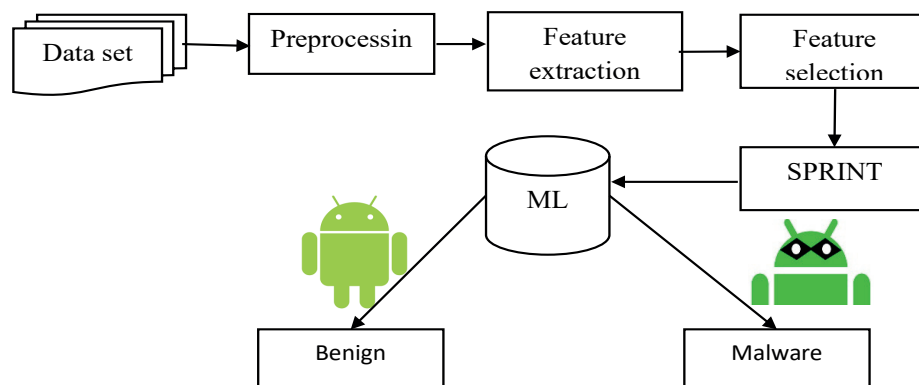 Data set
Preprocessin
Feature
extraction
Feature
selection
SPRINT
ML
Benign
Malware